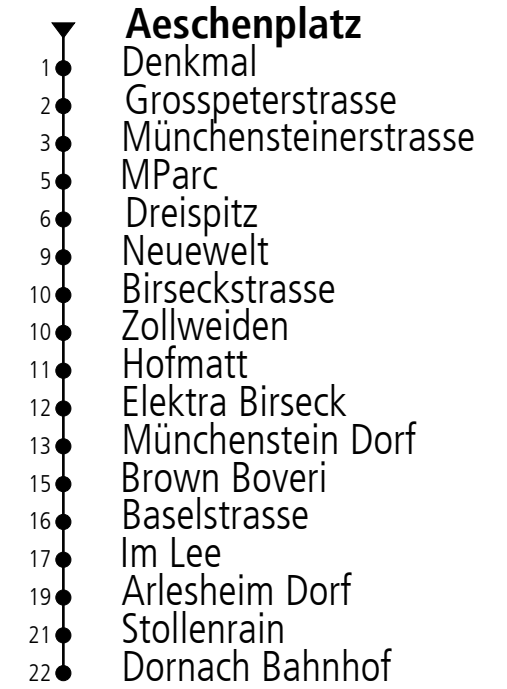 Aeschenplatz
1 Denkmal
2 Grosspeterstrasse
3 Münchensteinerstrasse
5 MParc
6 Dreispitz
9 Neuewelt
10 Birseckstrasse
10 Zollweiden
11 Hofmatt
12 Elektra Birseck
13 Münchenstein Dorf
15 Brown Boveri
16 Baselstrasse
17 Im Lee
19 Arlesheim Dorf
21 Stollenrain
22 Dornach Bahnhof